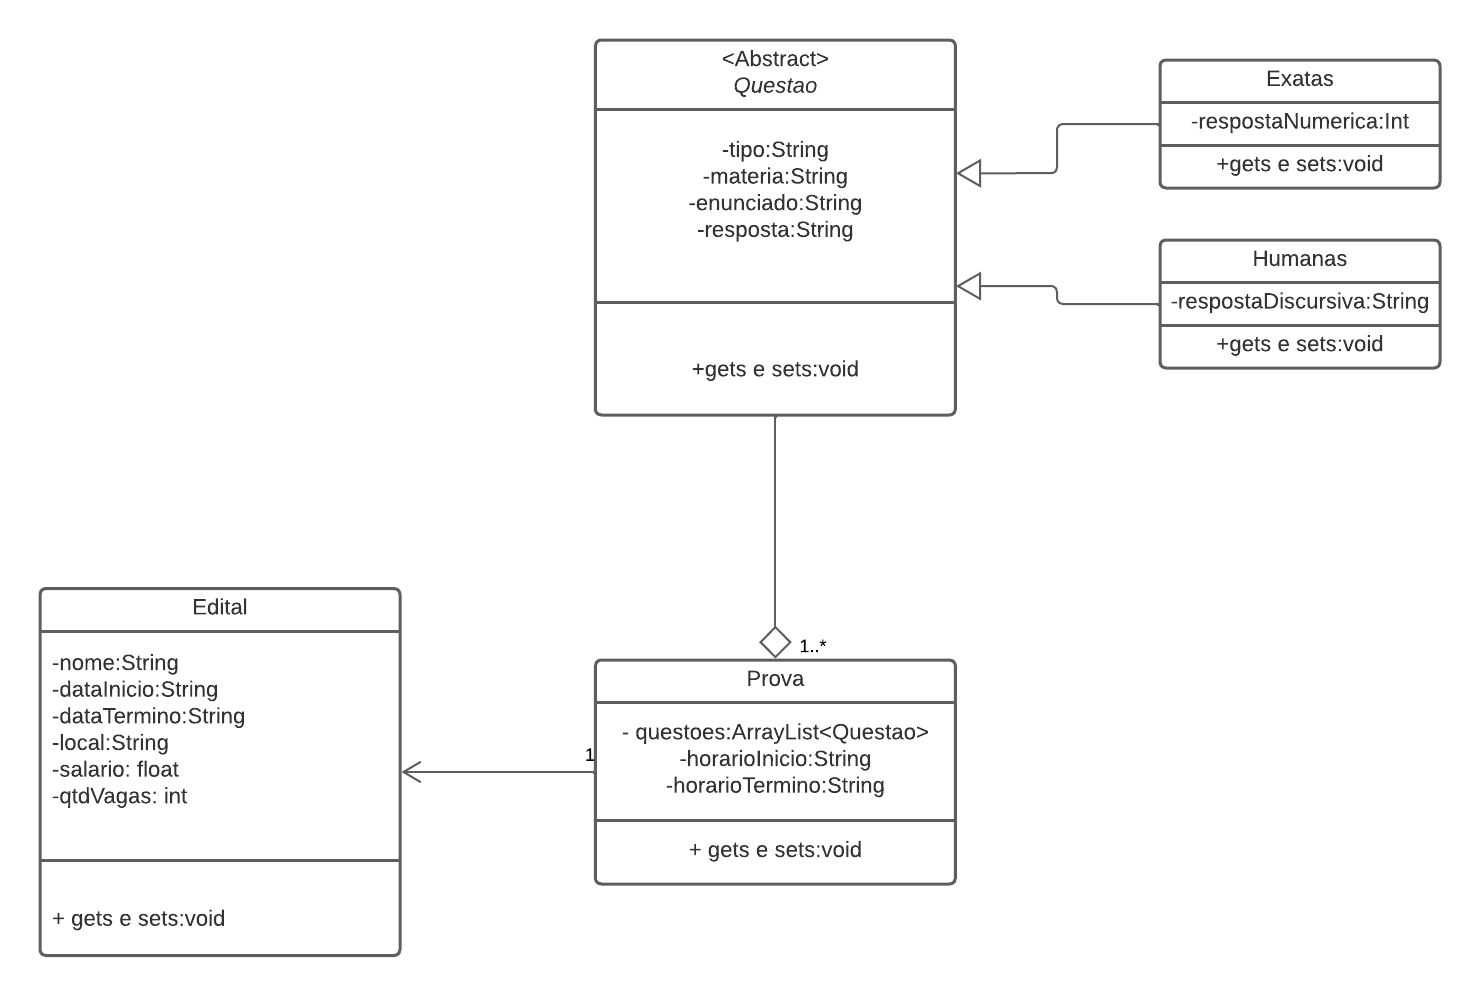 <Abstract>
Questao
-tipo:String
-materia:String
-enunciado:String
-resposta:String
+gets e sets:void
Exatas
-respostaNumerica:Int
+gets e sets:void
Humanas
-respostaDiscursiva:String
+gets e sets:void
Edital
-nome:String
-dataInicio:String
-dataTermino:String
-local:String
-salario: float
-qtdVagas: int
+ gets e sets:void
1
1..*
Prova
- questoes:ArrayList<Questao>
-horarioInicio:String
-horarioTermino:String
+ gets e sets:void